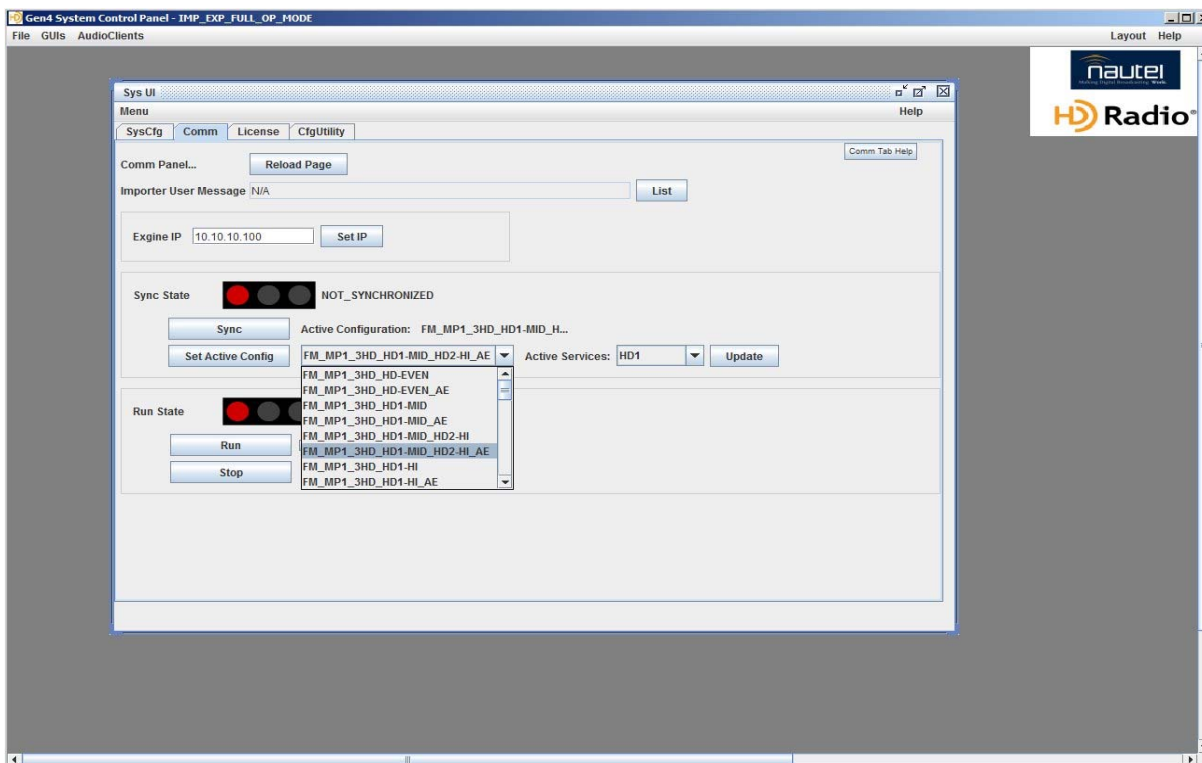 Gen4 System Control Panel - IMP_EXP_FULL_OP_MODE
File GUIs AudioClients Layout Help
nautel
Making Digital Broadcasting Work.
HD Radio
Sys UI
Menu Help
SysCfg Comm License CfgUtility
Comm Tab Help
Comm Panel... Reload Page
Importer User Message N/A List
Exgine IP 10.10.10.100 Set IP
Sync State NOT_SYNCHRONIZED
Sync Active Configuration: FM_MP1_3HD_HD1-MID_H...
Set Active Config FM_MP1_3HD_HD1-MID_HD2-HI_AE Active Services: HD1 Update
FM_MP1_3HD_HD-EVEN
FM_MP1_3HD_HD-EVEN_AE
Run State FM_MP1_3HD_HD1-MID
FM_MP1_3HD_HD1-MID_AE
Run FM_MP1_3HD_HD1-MID_HD2-HI
FM_MP1_3HD_HD1-MID_HD2-HI_AE
Stop FM_MP1_3HD_HD1-HI
FM_MP1_3HD_HD1-HI_AE